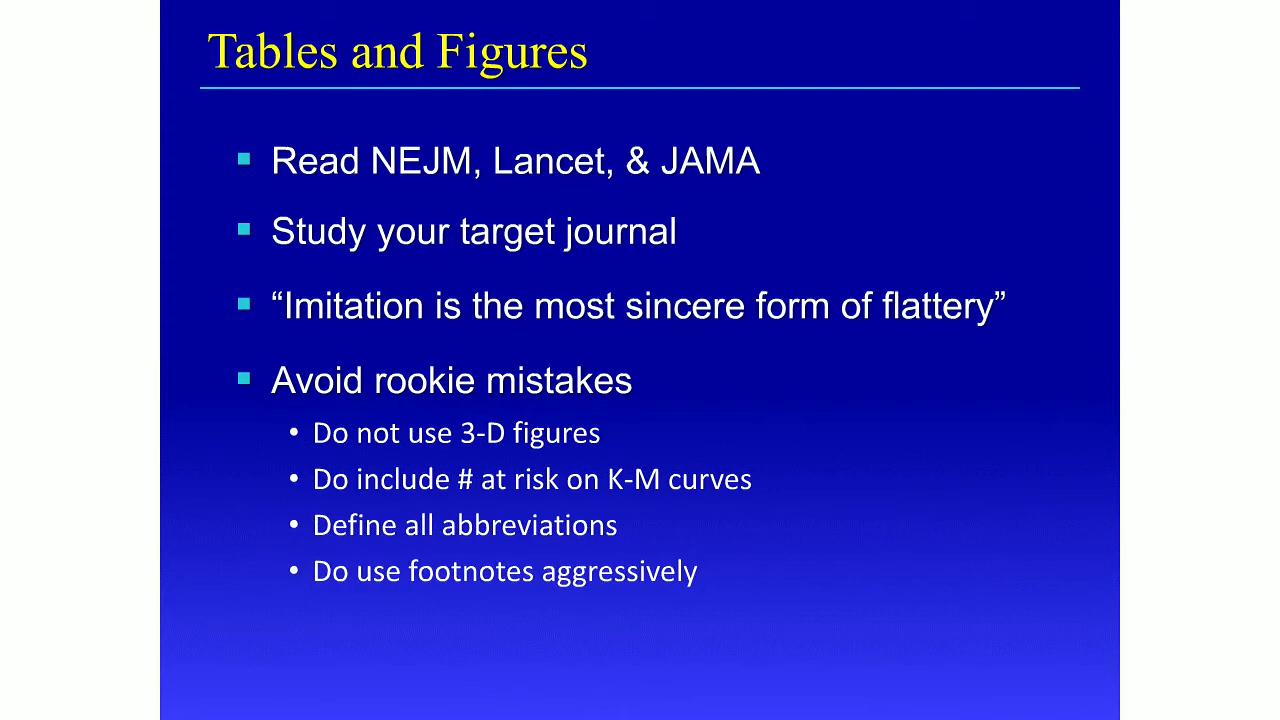 Tables and Figures
Read NEJM, Lancet, & JAMA
Study your target journal
“Imitation is the most sincere form of flattery”
Avoid rookie mistakes
• Do not use 3-D figures
• Do include # at risk on K-M curves
• Define all abbreviations
• Do use footnotes aggressively